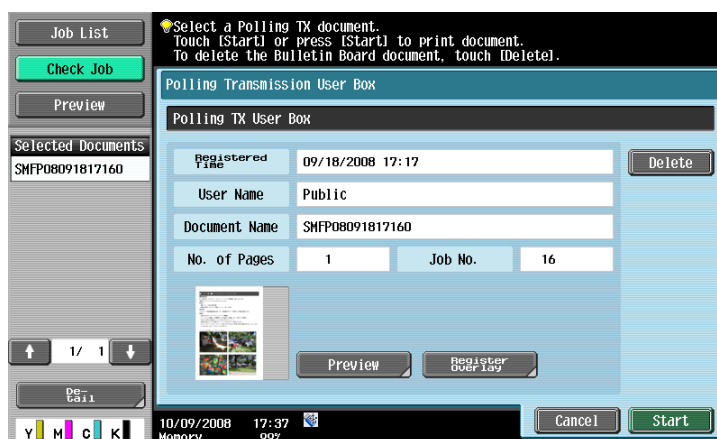 Job List
Check Job
Preview
Selected Documents
SMFP08091817160
1/ 1
De-
tail
Y M C K
Select a Polling TX document.
Touch [Start] or press [Start] to print document.
To delete the Bulletin Board document, touch [Delete].
Polling Transmission User Box
Polling TX User Box
Registered
Time
09/18/2008 17:17
User Name
Public
Document Name
SMFP08091817160
No. of Pages
1
Job No.
16
Delete
Preview
Register
Overlay
10/09/2008 17:37
Memory 99%
Cancel
Start